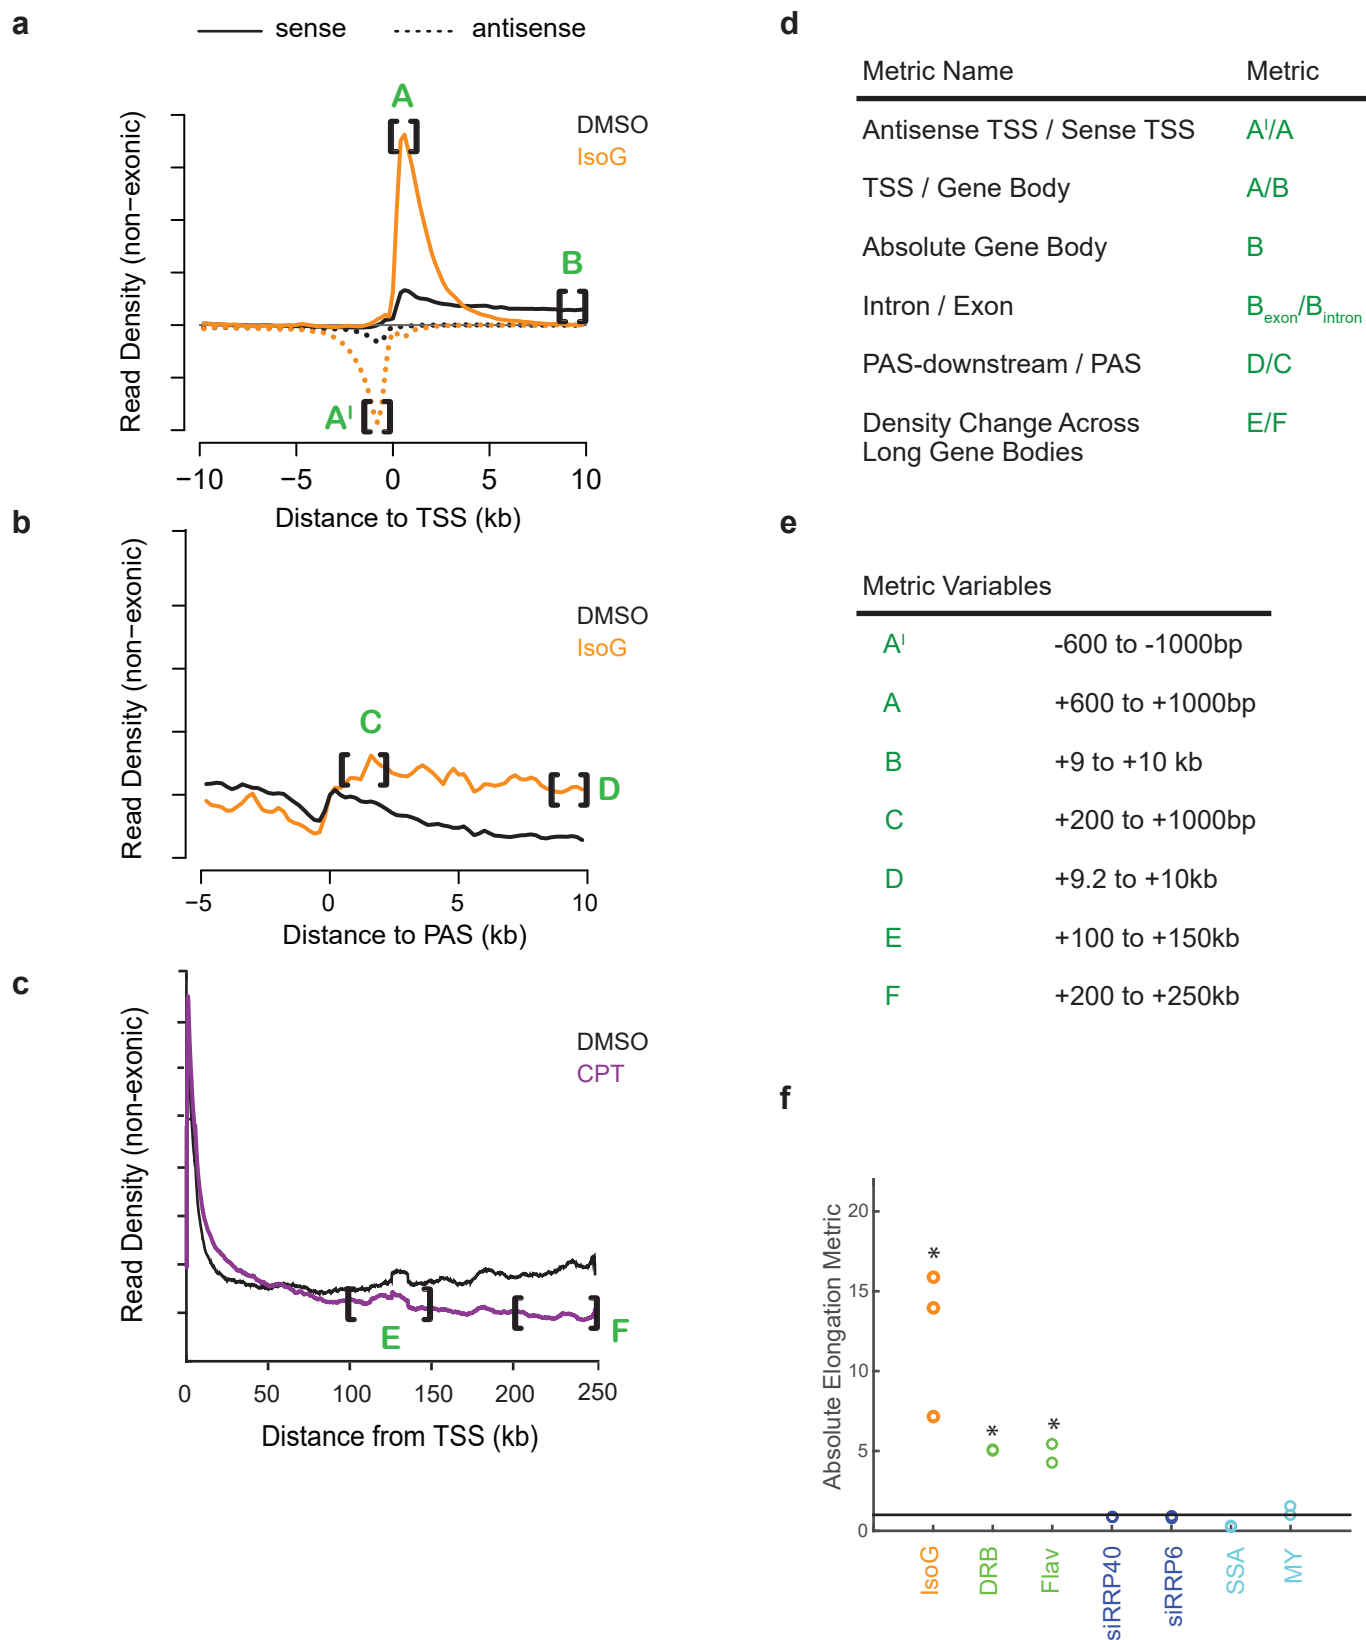 a
sense
antisense
A
DMSO
IsoG
B
A'
Read Density (non−exonic)
−10
−5
0
5
10
Distance to TSS (kb)
b
DMSO
IsoG
C
D
Read Density (non−exonic)
−5
0
5
10
Distance to PAS (kb)
c
DMSO
CPT
E
F
Read Density (non-exonic)
0
50
100
150
200
250
Distance from TSS (kb)
d
Metric Name Metric
Antisense TSS / Sense TSS A'/A
TSS / Gene Body A/B
Absolute Gene Body B
Intron / Exon Bexon/Bintron
PAS-downstream / PAS D/C
Density Change Across E/F
Long Gene Bodies
e
Metric Variables
A' -600 to -1000bp
A +600 to +1000bp
B +9 to +10 kb
C +200 to +1000bp
D +9.2 to +10kb
E +100 to +150kb
F +200 to +250kb
f
Absolute Elongation Metric
20
15
10
5
0
*
*
*
IsoG
DRB
Flav
siRRP40
siRRP6
SSA
MY